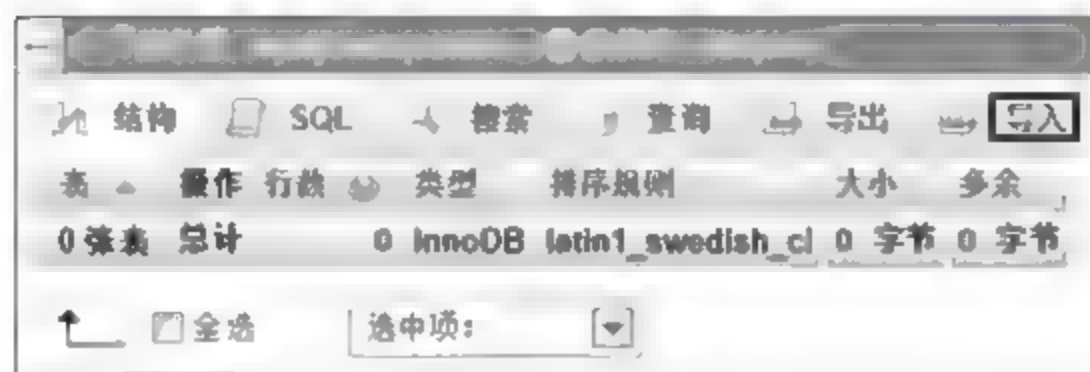 结构 SQL 搜索 查询 导出 导入
表 操作 行数 类型 排序规则 大小 多余
0 张表 总计 0 InnoDB latin1_swedish_ci 0 字节 0 字节
全选 选中项: